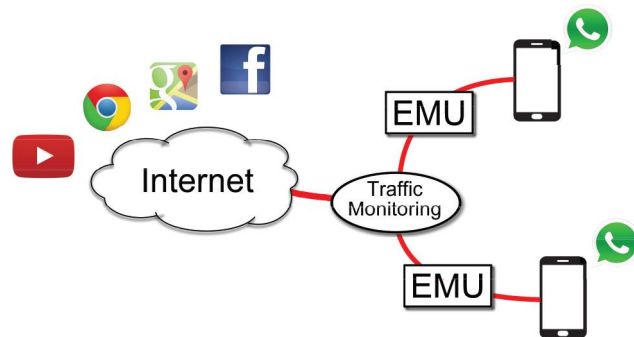 EMU
Internet
Traffic
Monitoring
EMU